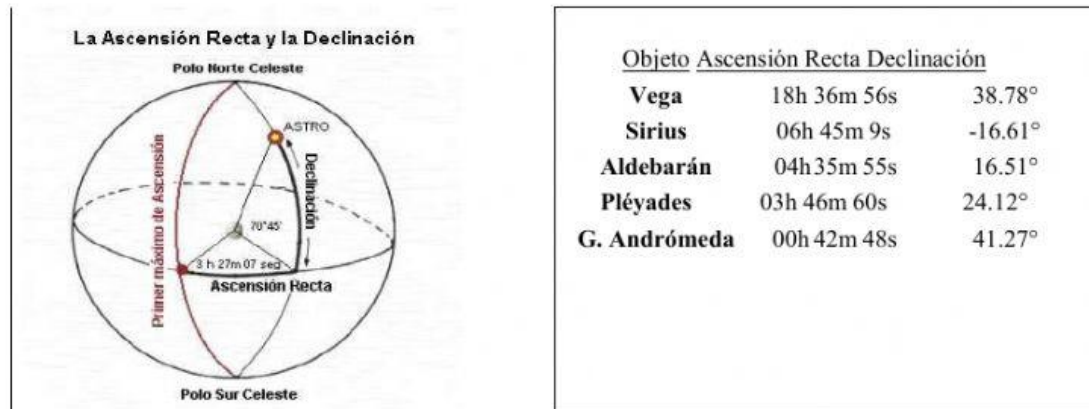 La Ascensión Recta y la Declinación
Polo Norte Celeste
ASTRO
Declinación
Primer máximo de Ascensión
70°45'
3 h 27m 07 seg
Ascensión Recta
Polo Sur Celeste
Objeto Ascensión Recta Declinación
Vega 18h 36m 56s 38.78°
Sirius 06h 45m 9s -16.61°
Aldebarán 04h35m 55s 16.51°
Pléyades 03h 46m 60s 24.12°
G. Andrómeda 00h 42m 48s 41.27°